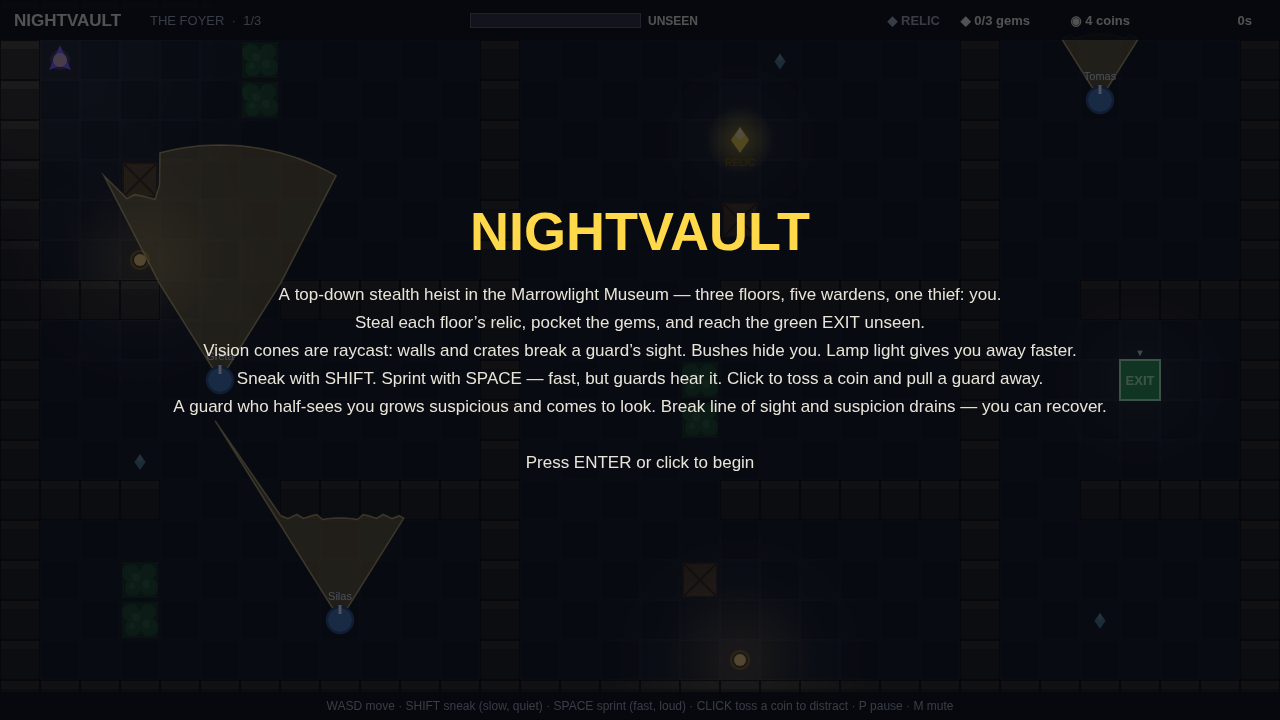 NIGHTVAULT THE FOYER · 1/3 UNSEEN ◆ RELIC ◆ 0/3 gems ◉ 4 coins 0s
Tomas
RELIC
NIGHTVAULT
A top-down stealth heist in the Marrowlight Museum — three floors, five wardens, one thief: you.
Steal each floor’s relic, pocket the gems, and reach the green EXIT unseen.
Vision cones are raycast: walls and crates break a guard’s sight. Bushes hide you. Lamp light gives you away faster.
Sneak with SHIFT. Sprint with SPACE — fast, but guards hear it. Click to toss a coin and pull a guard away.
EXIT
A guard who half-sees you grows suspicious and comes to look. Break line of sight and suspicion drains — you can recover.
Press ENTER or click to begin
Silas
WASD move · SHIFT sneak (slow, quiet) · SPACE sprint (fast, loud) · CLICK toss a coin to distract · P pause · M mute